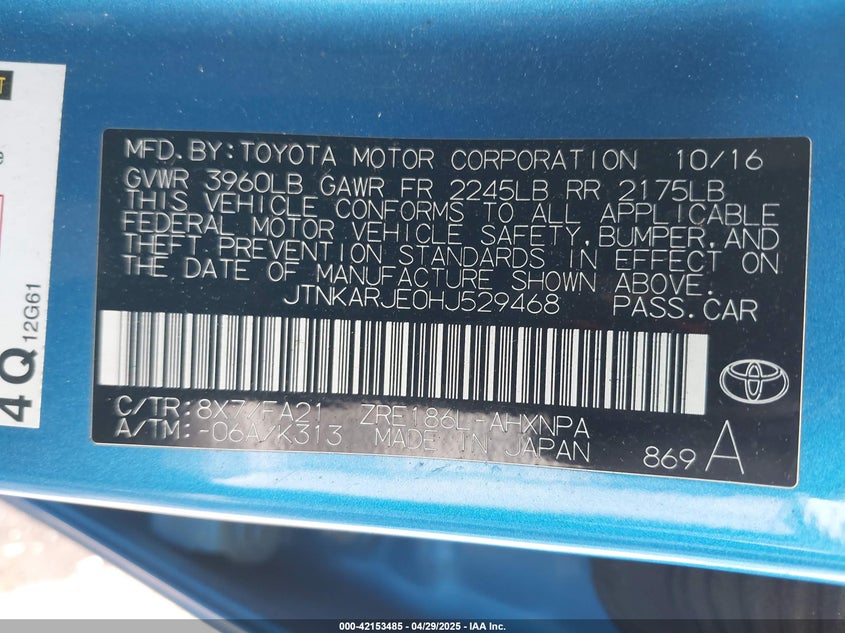 MFD.BY:TOYOTA MOTOR CORPORATION 10/16
GVWR 3960LB GAWR FR 2245LB RR 2175LB
THIS VEHICLE CONFORMS TO ALL APPLICABLE
FEDERAL MOTOR VEHICLE SAFETY,BUMPER,AND
THEFT PREVENTION STANDARDS IN EFFECT ON
THE DATE OF MANUFACTURE SHOWN ABOVE.
JTNKARJE0HJ529468 PASS.CAR
C/TR:8X7/FA21 ZRE186L-AHXNPA
A/TM:-06A/K313 MADE IN JAPAN
869 A
4Q
12G61
000-42153485 04/29/2025 - IAA Inc.